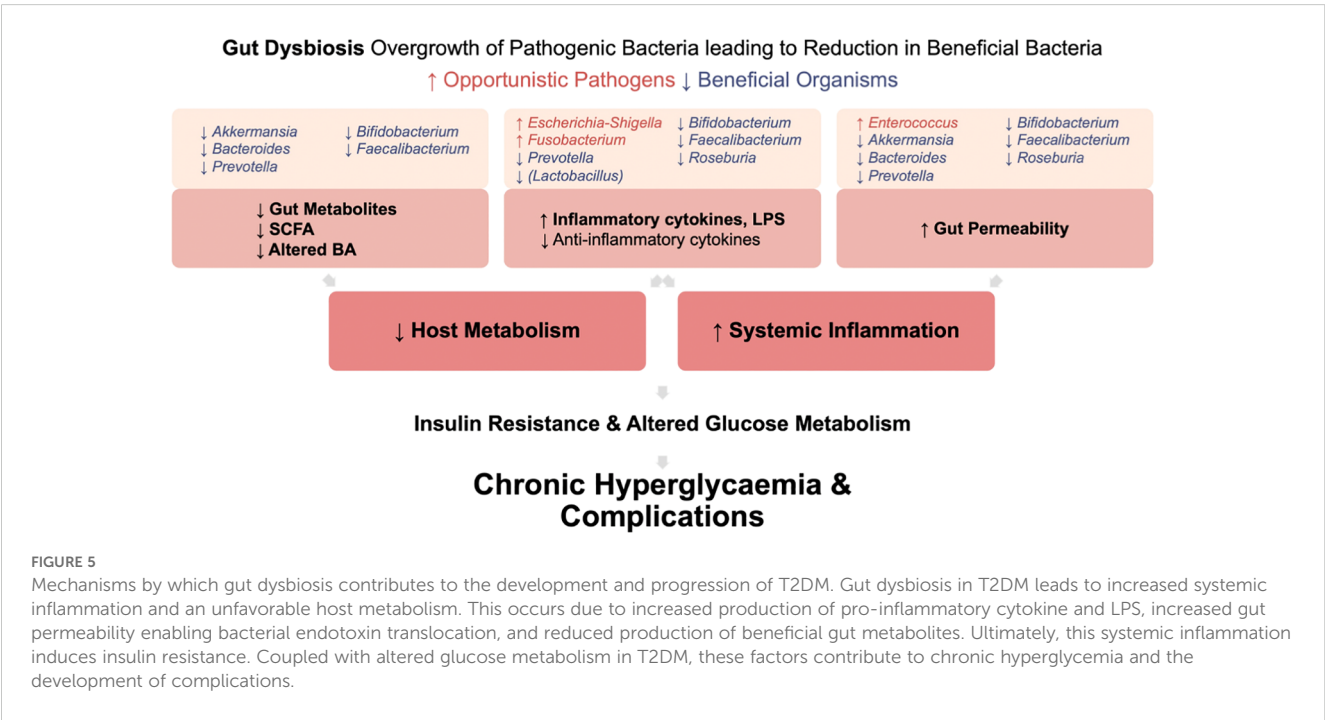 Gut Dysbiosis Overgrowth of Pathogenic Bacteria leading to Reduction in Beneficial Bacteria
↑ Opportunistic Pathogens ↓ Beneficial Organisms
↓ Akkermansia
↓ Bacteroides
↓ Prevotella
↓ Bifidobacterium
↓ Faecalibacterium
↓ Gut Metabolites
↓ SCFA
↓ Altered BA
↑ Escherichia-Shigella
↑ Fusobacterium
↓ Prevotella
↓ (Lactobacillus)
↓ Bifidobacterium
↓ Faecalibacterium
↓ Roseburia
↑ Inflammatory cytokines, LPS
↓ Anti-inflammatory cytokines
↑ Enterococcus
↓ Akkermansia
↓ Bacteroides
↓ Prevotella
↓ Bifidobacterium
↓ Faecalibacterium
↓ Roseburia
↑ Gut Permeability
↓ Host Metabolism
↑ Systemic Inflammation
Insulin Resistance & Altered Glucose Metabolism
Chronic Hyperglycaemia &
Complications
FIGURE 5
Mechanisms by which gut dysbiosis contributes to the development and progression of T2DM. Gut dysbiosis in T2DM leads to increased systemic
inflammation and an unfavorable host metabolism. This occurs due to increased production of pro-inflammatory cytokine and LPS, increased gut
permeability enabling bacterial endotoxin translocation, and reduced production of beneficial gut metabolites. Ultimately, this systemic inflammation
induces insulin resistance. Coupled with altered glucose metabolism in T2DM, these factors contribute to chronic hyperglycemia and the
development of complications.